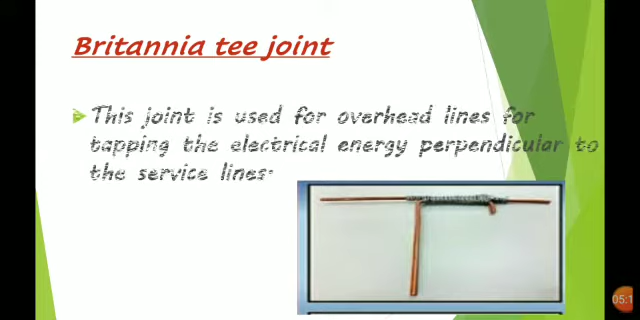 Britannia tee joint
This joint is used for overhead lines for
tapping the electrical energy perpendicular to
the service lines.
05:1